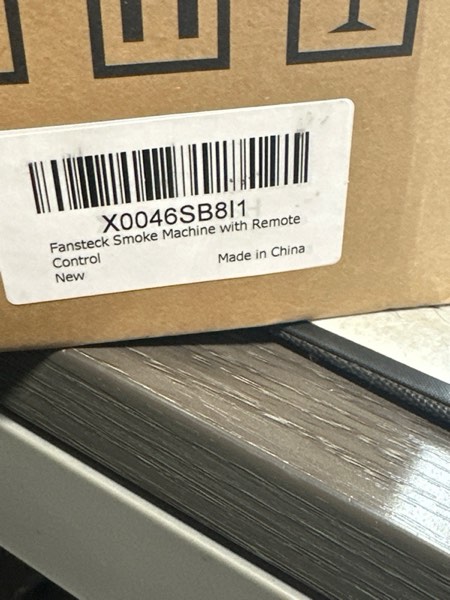 X0046SB8I1
Fansteck Smoke Machine with Remote
Control
New Made in China